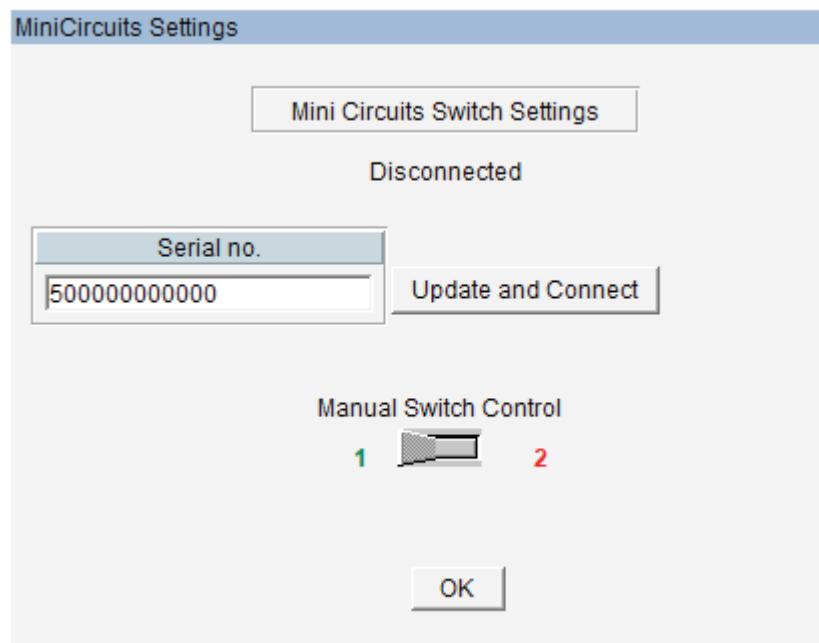 MiniCircuits Settings
Mini Circuits Switch Settings
Disconnected
Serial no.
500000000000
Update and Connect
Manual Switch Control
1 2
OK